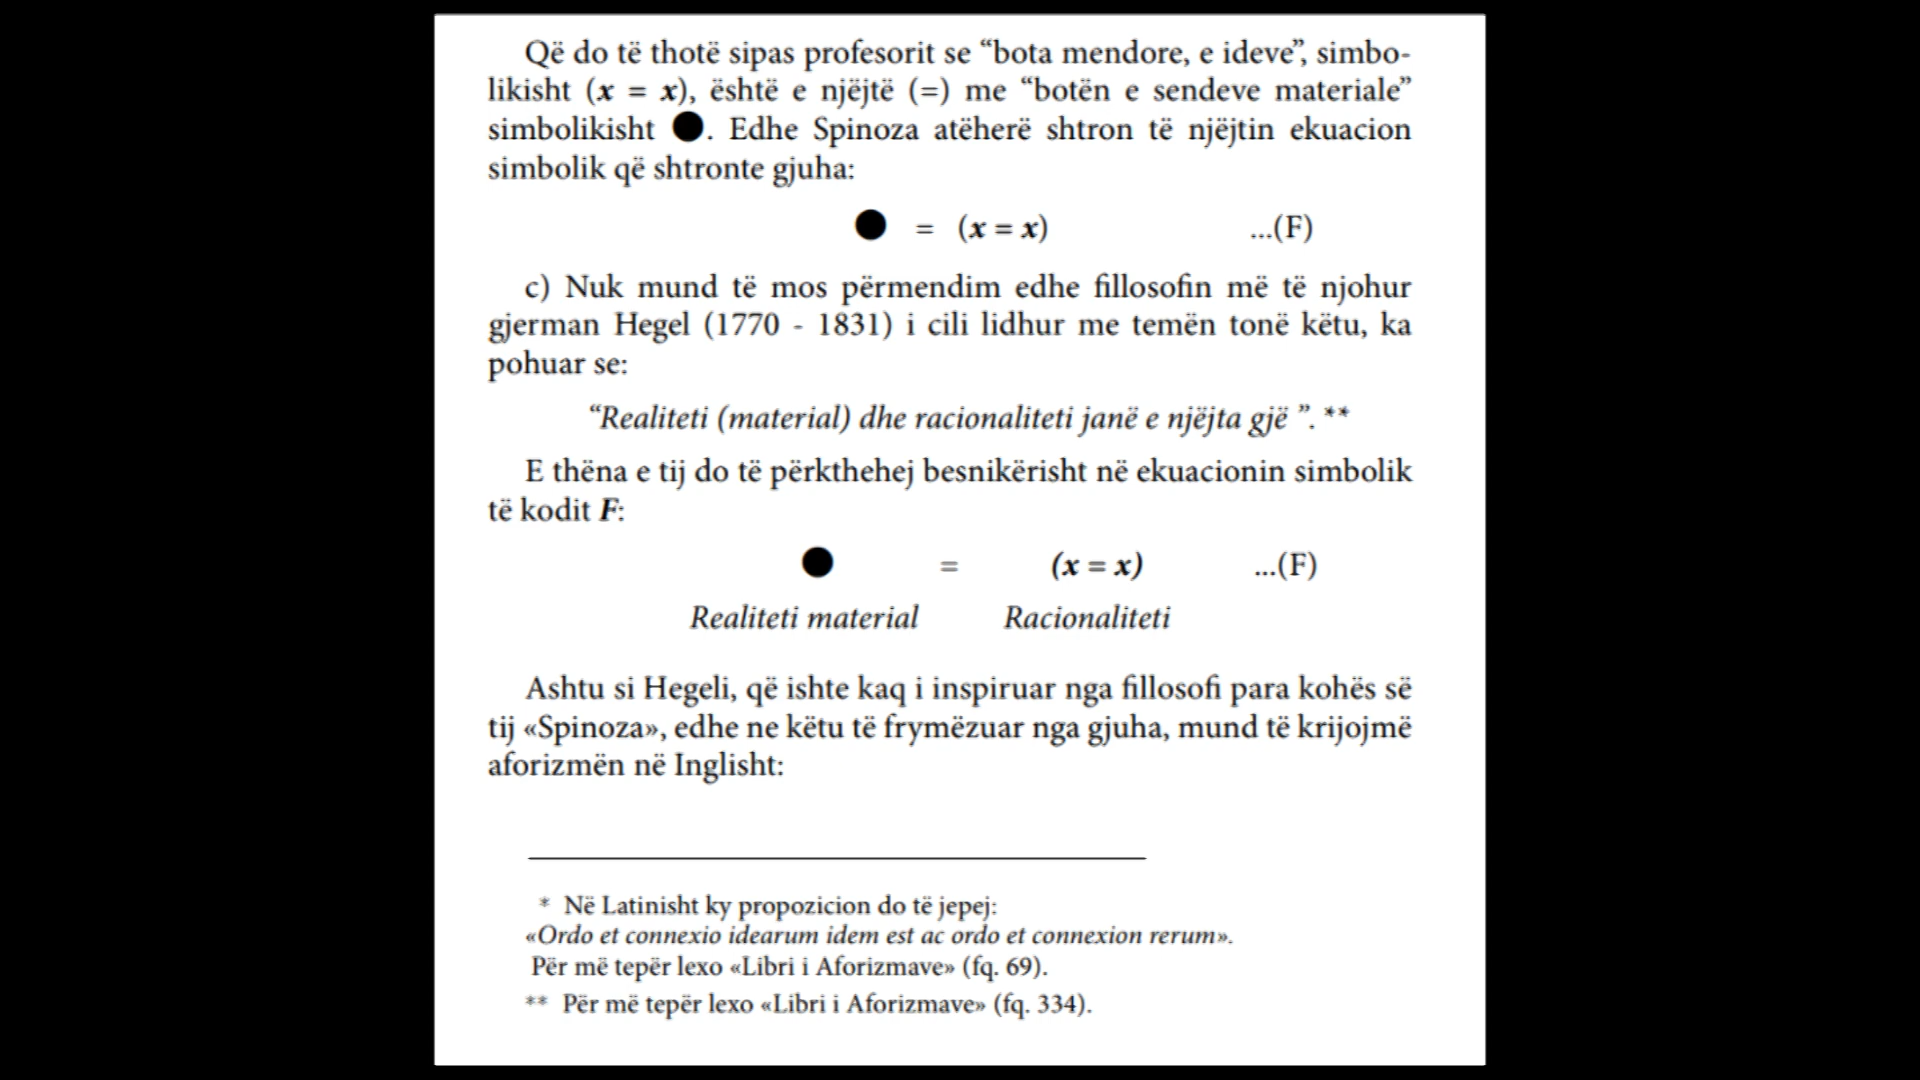 Që do të thotë sipas profesorit se “bota mendore, e ideve”, simbo-
likisht (x = x), është e njëjtë (=) me “botën e sendeve materiale”
simbolikisht ●. Edhe Spinoza atëherë shtron të njëjtin ekuacion
simbolik që shtronte gjuha:
● = (x = x) ...(F)
c) Nuk mund të mos përmendim edhe fillosofin më të njohur
gjerman Hegel (1770 - 1831) i cili lidhur me temën tonë këtu, ka
pohuar se:
“Realiteti (material) dhe racionaliteti janë e njëjta gjë ”. **
E thëna e tij do të përkthehej besnikërisht në ekuacionin simbolik
të kodit F:
● = (x = x) ...(F)
Realiteti material Racionaliteti
Ashtu si Hegeli, që ishte kaq i inspiruar nga fillosofi para kohës së
tij «Spinoza», edhe ne këtu të frymëzuar nga gjuha, mund të krijojmë
aforizmën në Inglisht:
* Në Latinisht ky propozicion do të jepej:
«Ordo et connexio idearum idem est ac ordo et connexion rerum».
Për më tepër lexo «Libri i Aforizmave» (fq. 69).
** Për më tepër lexo «Libri i Aforizmave» (fq. 334).